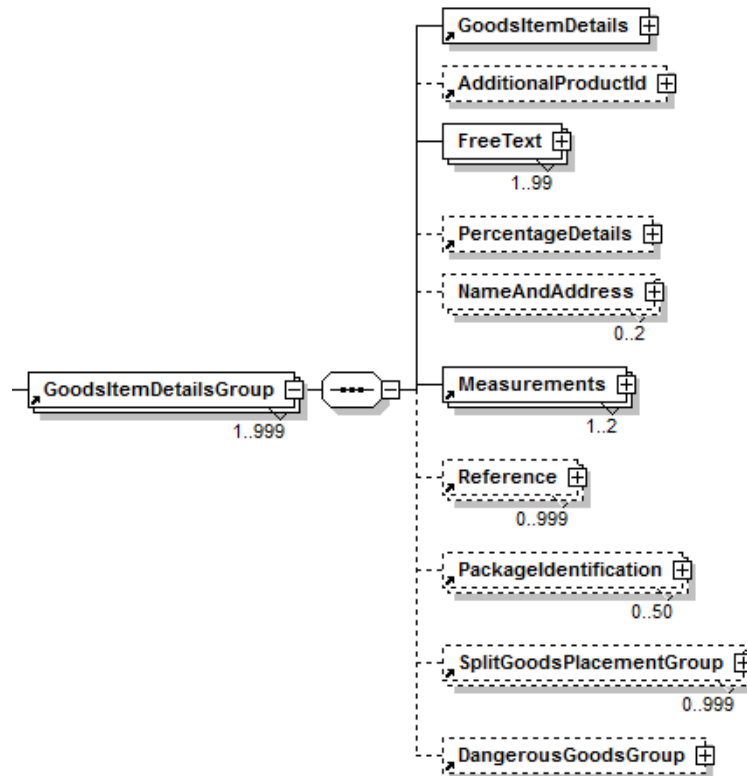 GoodsItemDetails
AdditionalProductId
FreeText
1..99
PercentageDetails
NameAndAddress
0..2
GoodsItemDetailsGroup
1..999
Measurements
1..2
Reference
0..999
PackageIdentification
0..50
SplitGoodsPlacementGroup
0..999
DangerousGoodsGroup